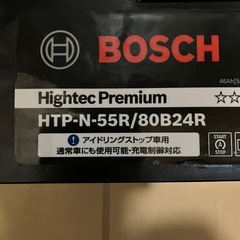 BOSCH
46Ah[5
Hightec Premium
HTP-N-55R/80B24R
アイドリングストップ車用
通常車にも使用可能・充電制御対応
START
STOP